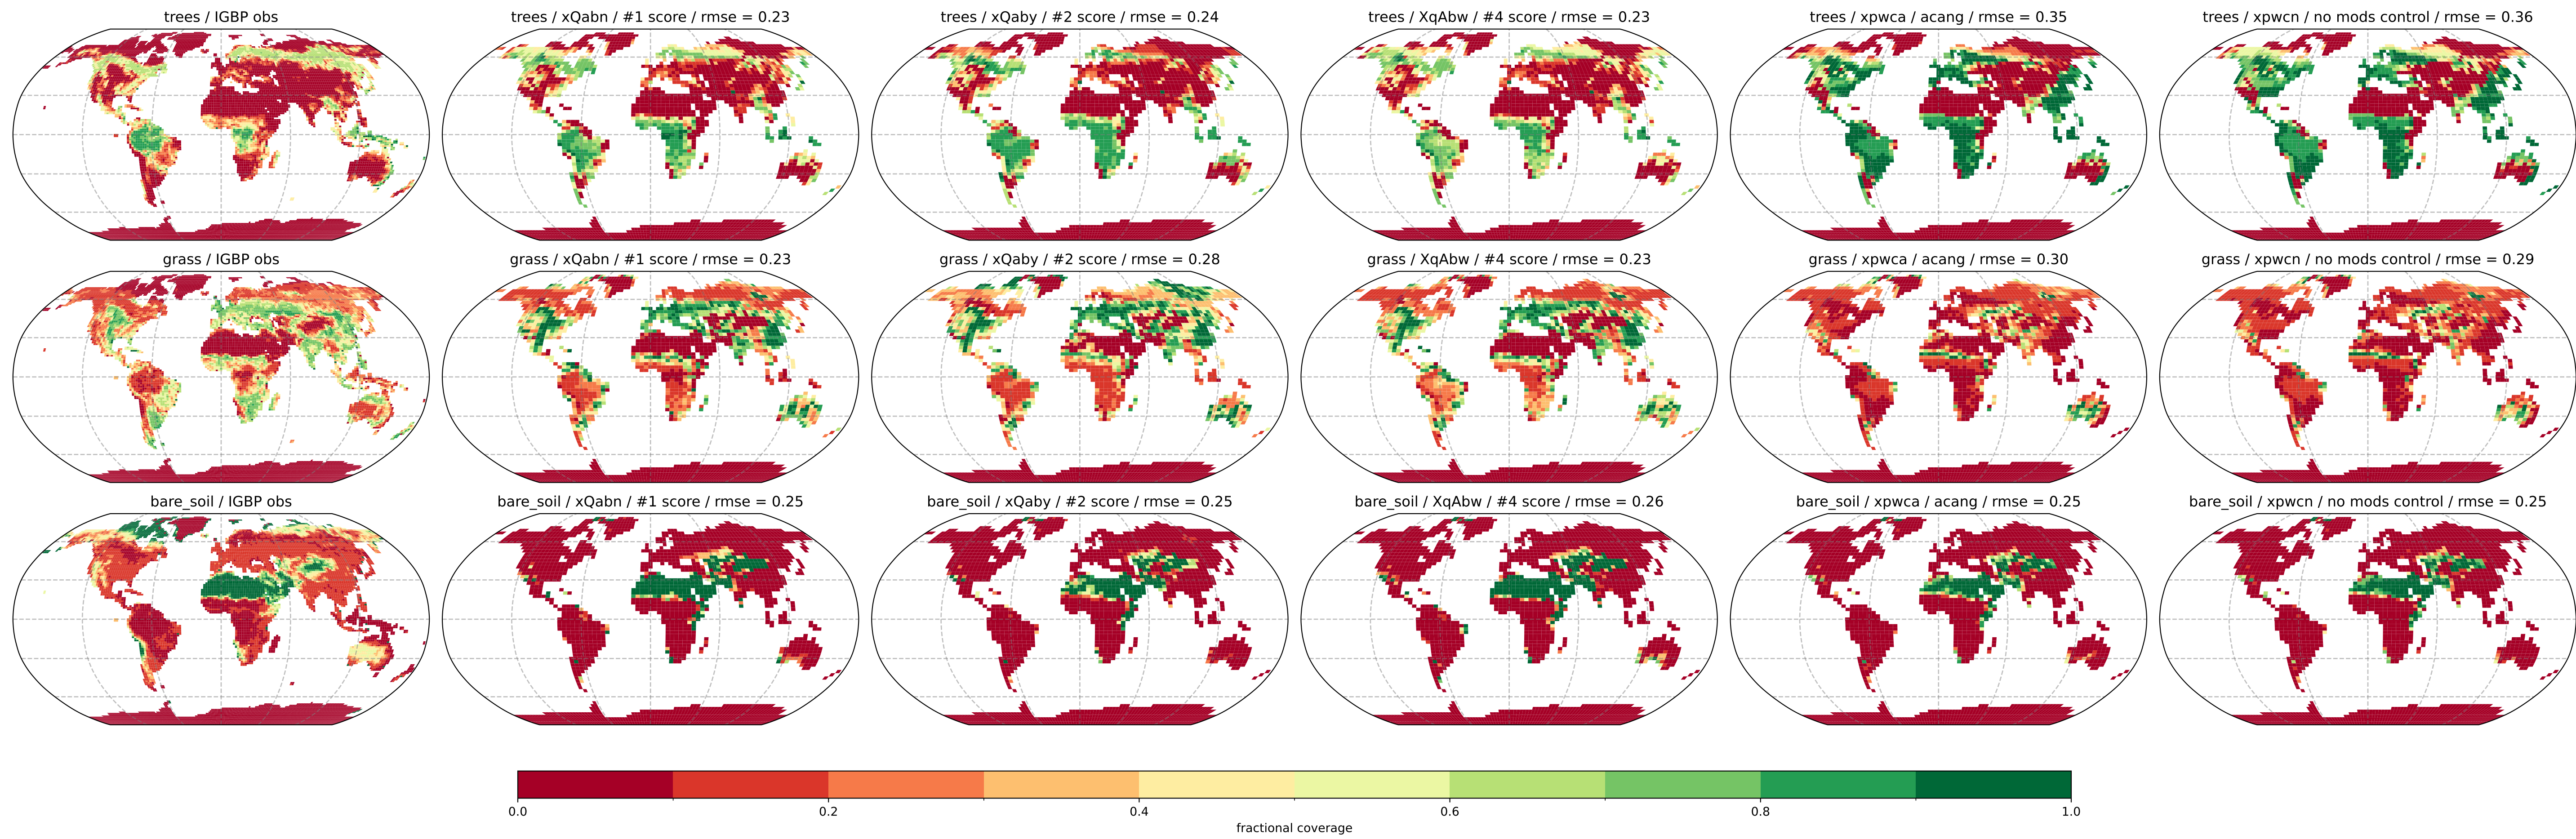 trees / IGBP obs
trees / xQabn / #1 score / rmse = 0.23
trees / xQaby / #2 score / rmse = 0.24
trees / XqAbw / #4 score / rmse = 0.23
trees / xpwca / acang / rmse = 0.35
trees / xpwcn / no mods control / rmse = 0.36
grass / IGBP obs
grass / xQabn / #1 score / rmse = 0.23
grass / xQaby / #2 score / rmse = 0.28
grass / XqAbw / #4 score / rmse = 0.23
grass / xpwca / acang / rmse = 0.30
grass / xpwcn / no mods control / rmse = 0.29
bare_soil / IGBP obs
bare_soil / xQabn / #1 score / rmse = 0.25
bare_soil / xQaby / #2 score / rmse = 0.25
bare_soil / XqAbw / #4 score / rmse = 0.26
bare_soil / xpwca / acang / rmse = 0.25
bare_soil / xpwcn / no mods control / rmse = 0.25
0.0 0.2 0.4 0.6 0.8 1.0
fractional coverage